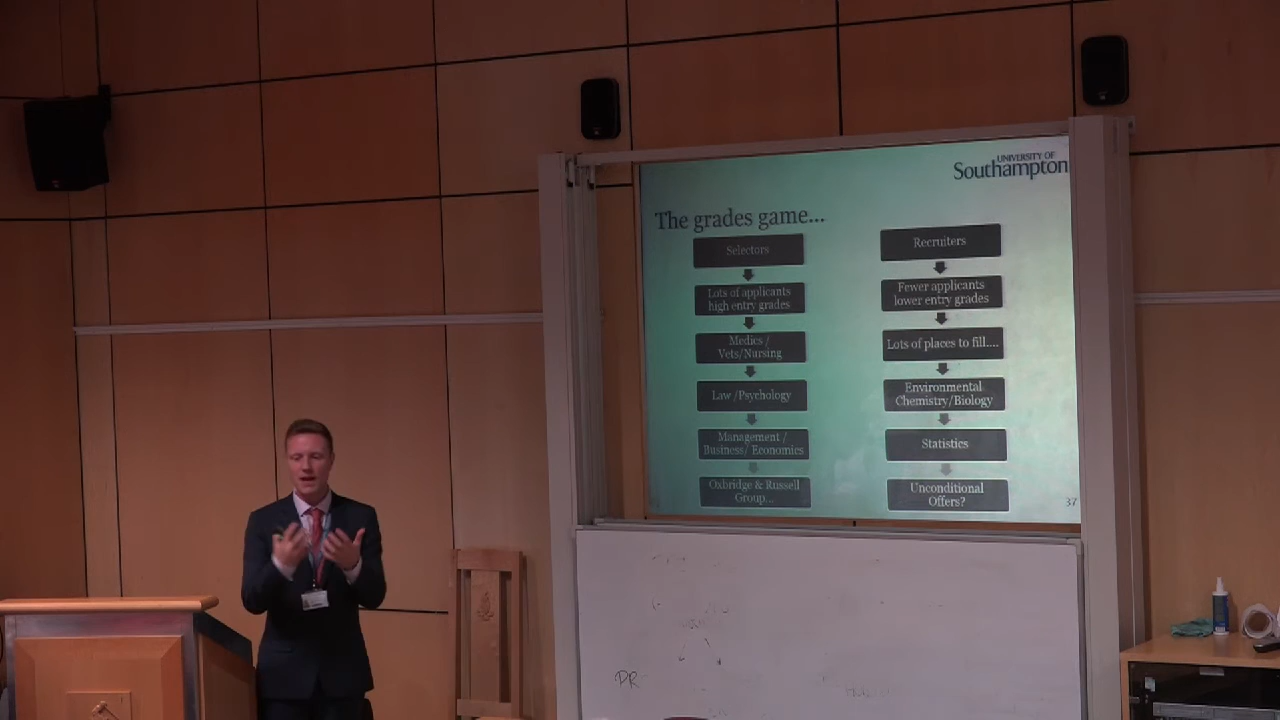 UNIVERSITY OF
Southampton
The grades game...
Selectors
Lots of applicants
high entry grades
Medics /
Vets/Nursing
Law /Psychology
Management /
Business/ Economics
Oxbridge & Russell
Group...
Recruiters
Fewer applicants
lower entry grades
Lots of places to fill....
Environmental
Chemistry/Biology
Statistics
Unconditional
Offers?
37
PR